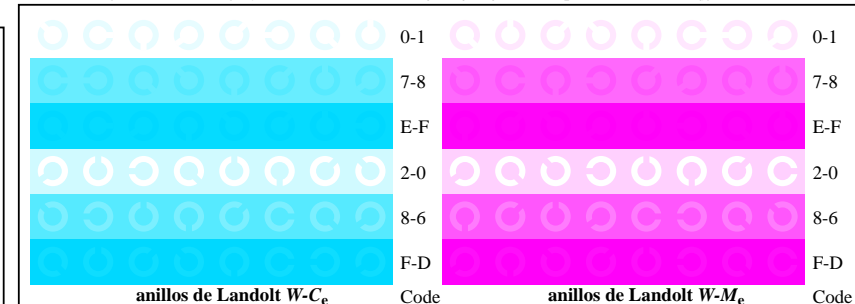 0-1 0-1
7-8 7-8
E-F E-F
2-0 2-0
8-6 8-6
F-D F-D
anillos de Landolt W-Ce Code anillos de Landolt W-Me Code